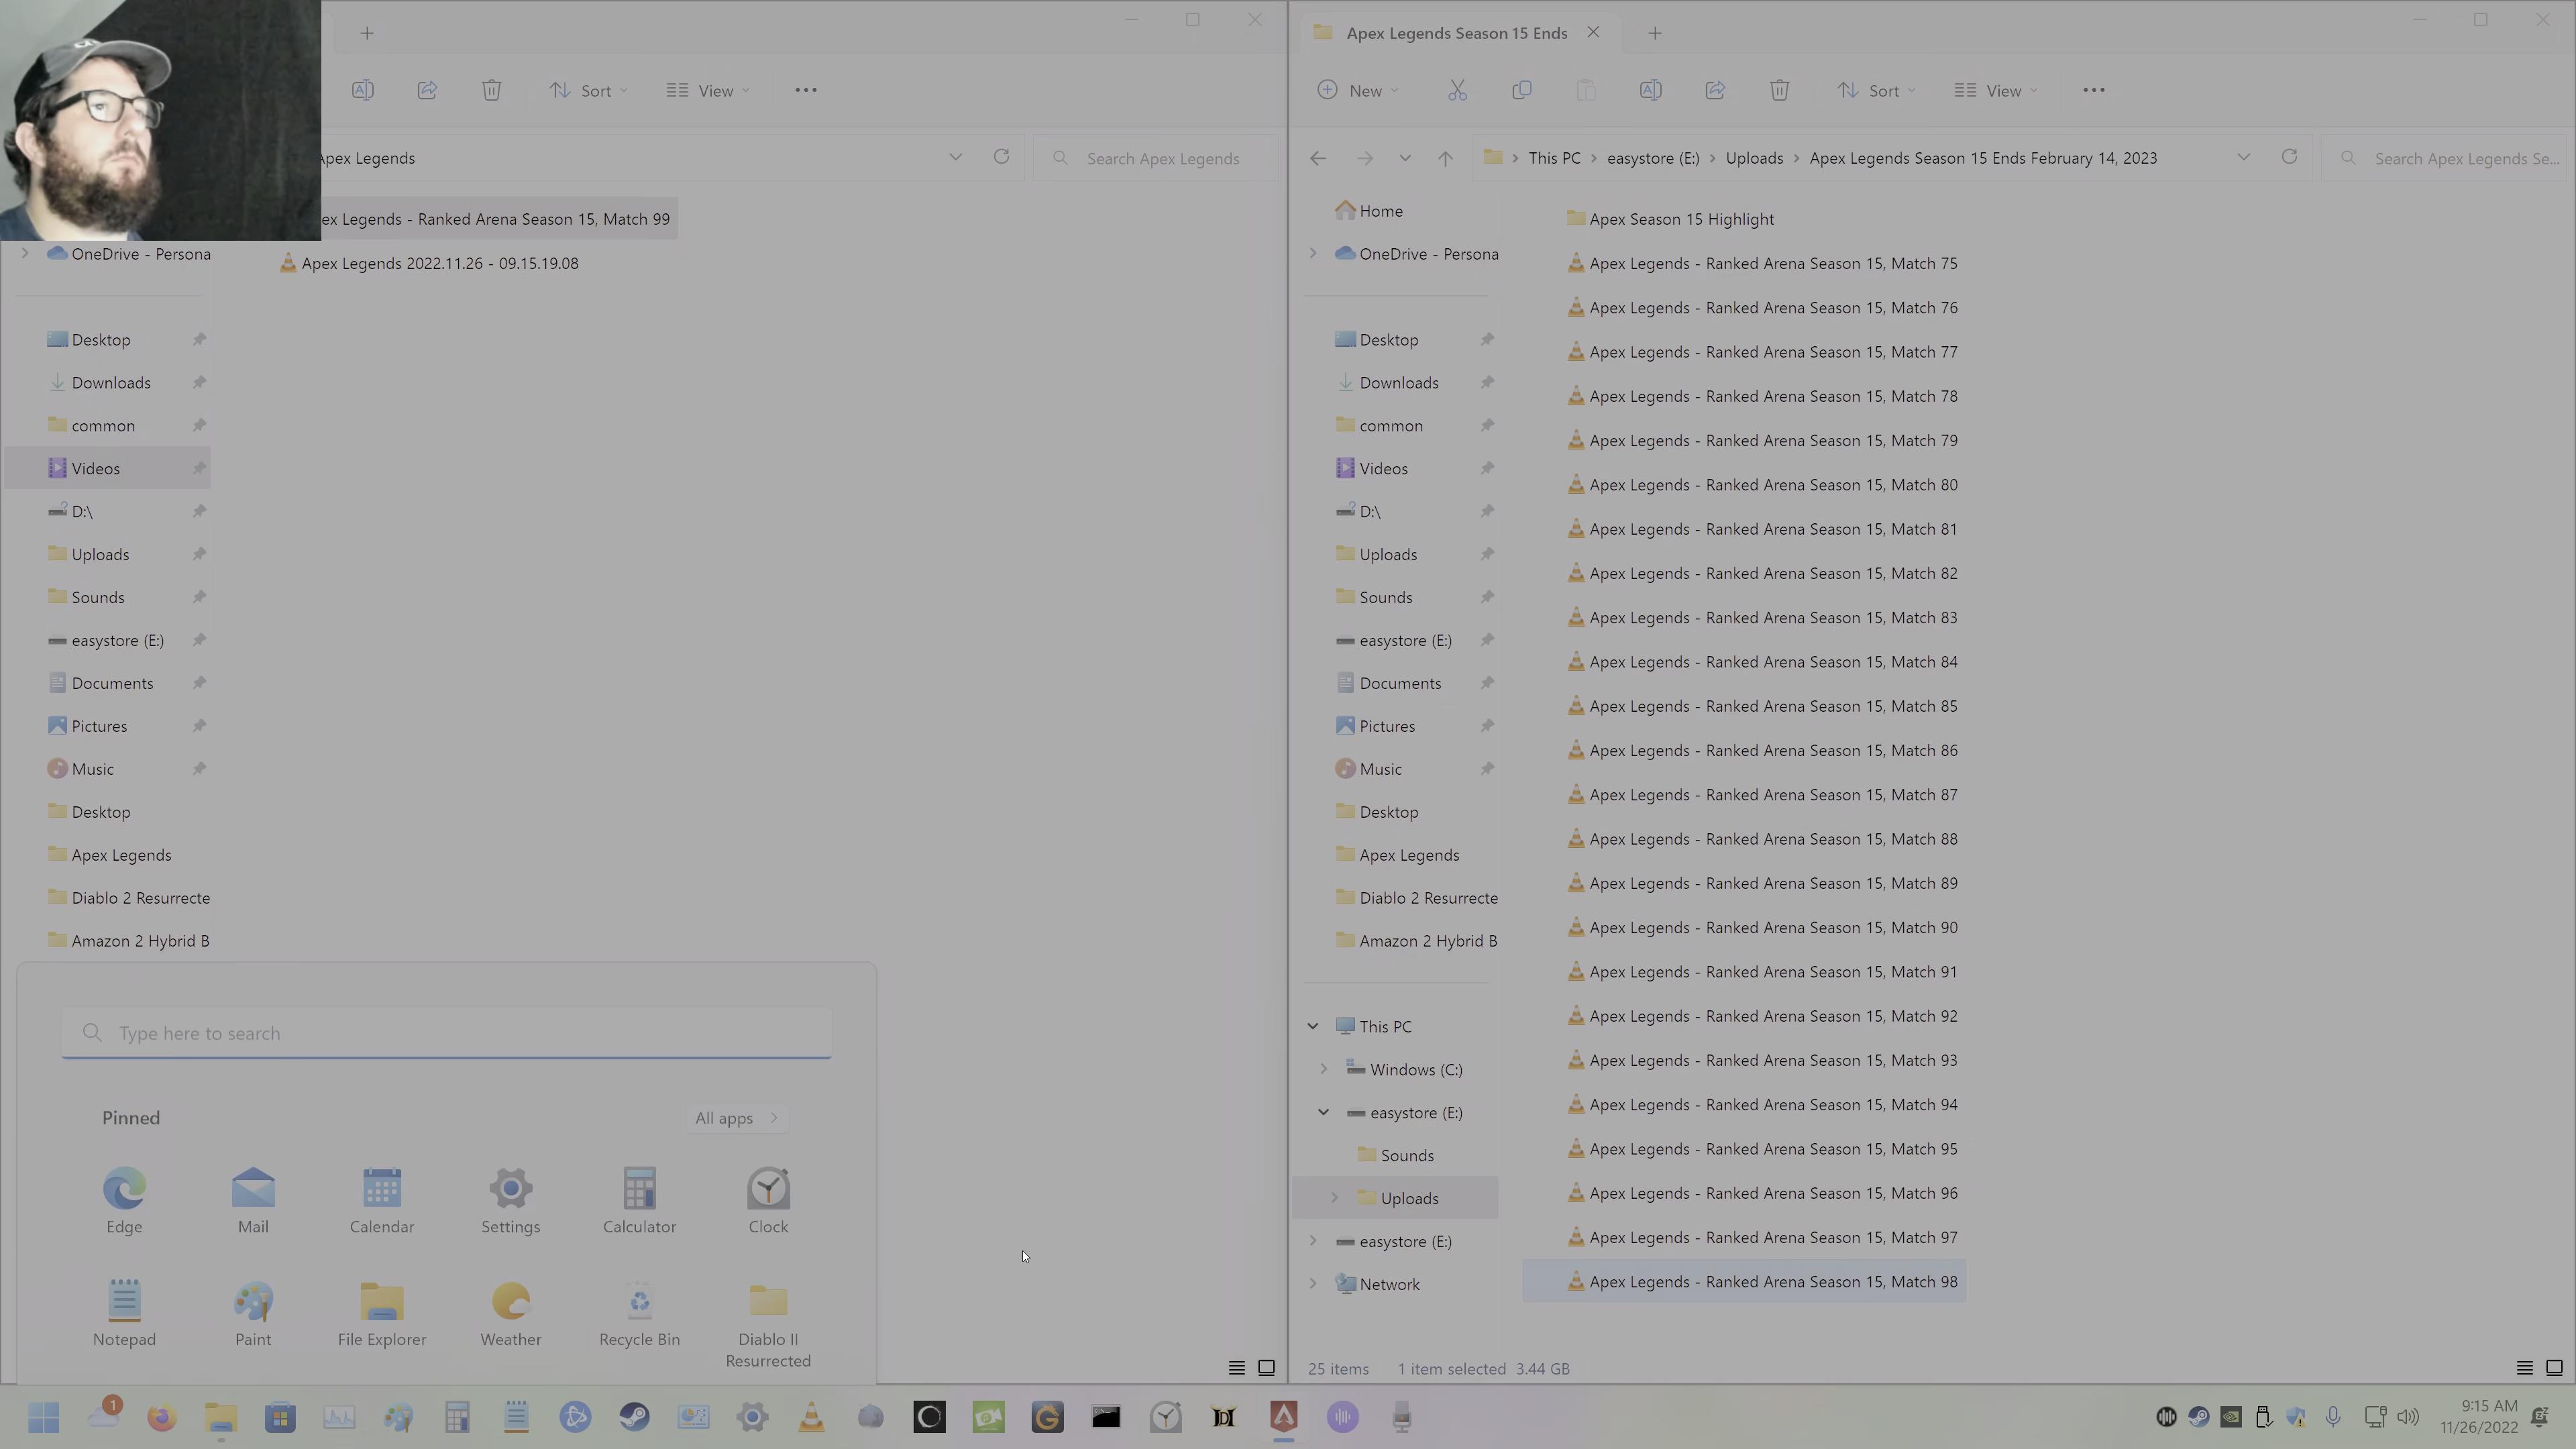 Sort
View
Apex Legends
Search Apex Legends
ex Legends - Ranked Arena Season 15, Match 99
OneDrive - Persona
Apex Legends 2022.11.26 - 09.15.19.08
Desktop
Downloads
common
Videos
D:\
Uploads
Sounds
easystore (E:)
Documents
Pictures
Music
Desktop
Apex Legends
Diablo 2 Resurrecte
Amazon 2 Hybrid B
Type here to search
Pinned
All apps
Edge
Mail
Calendar
Settings
Calculator
Clock
Notepad
Paint
File Explorer
Weather
Recycle Bin
Diablo II
Resurrected
Apex Legends Season 15 Ends
New
Sort
View
This PC
easystore (E:)
Uploads
Apex Legends Season 15 Ends February 14, 2023
Search Apex Legends Se...
Home
OneDrive - Persona
Desktop
Downloads
common
Videos
D:\
Uploads
Sounds
easystore (E:)
Documents
Pictures
Music
Desktop
Apex Legends
Diablo 2 Resurrecte
Amazon 2 Hybrid B
This PC
Windows (C:)
easystore (E:)
Sounds
Uploads
easystore (E:)
Network
Apex Season 15 Highlight
Apex Legends - Ranked Arena Season 15, Match 75
Apex Legends - Ranked Arena Season 15, Match 76
Apex Legends - Ranked Arena Season 15, Match 77
Apex Legends - Ranked Arena Season 15, Match 78
Apex Legends - Ranked Arena Season 15, Match 79
Apex Legends - Ranked Arena Season 15, Match 80
Apex Legends - Ranked Arena Season 15, Match 81
Apex Legends - Ranked Arena Season 15, Match 82
Apex Legends - Ranked Arena Season 15, Match 83
Apex Legends - Ranked Arena Season 15, Match 84
Apex Legends - Ranked Arena Season 15, Match 85
Apex Legends - Ranked Arena Season 15, Match 86
Apex Legends - Ranked Arena Season 15, Match 87
Apex Legends - Ranked Arena Season 15, Match 88
Apex Legends - Ranked Arena Season 15, Match 89
Apex Legends - Ranked Arena Season 15, Match 90
Apex Legends - Ranked Arena Season 15, Match 91
Apex Legends - Ranked Arena Season 15, Match 92
Apex Legends - Ranked Arena Season 15, Match 93
Apex Legends - Ranked Arena Season 15, Match 94
Apex Legends - Ranked Arena Season 15, Match 95
Apex Legends - Ranked Arena Season 15, Match 96
Apex Legends - Ranked Arena Season 15, Match 97
Apex Legends - Ranked Arena Season 15, Match 98
25 items
1 item selected 3.44 GB
1
9:15 AM
11/26/2022